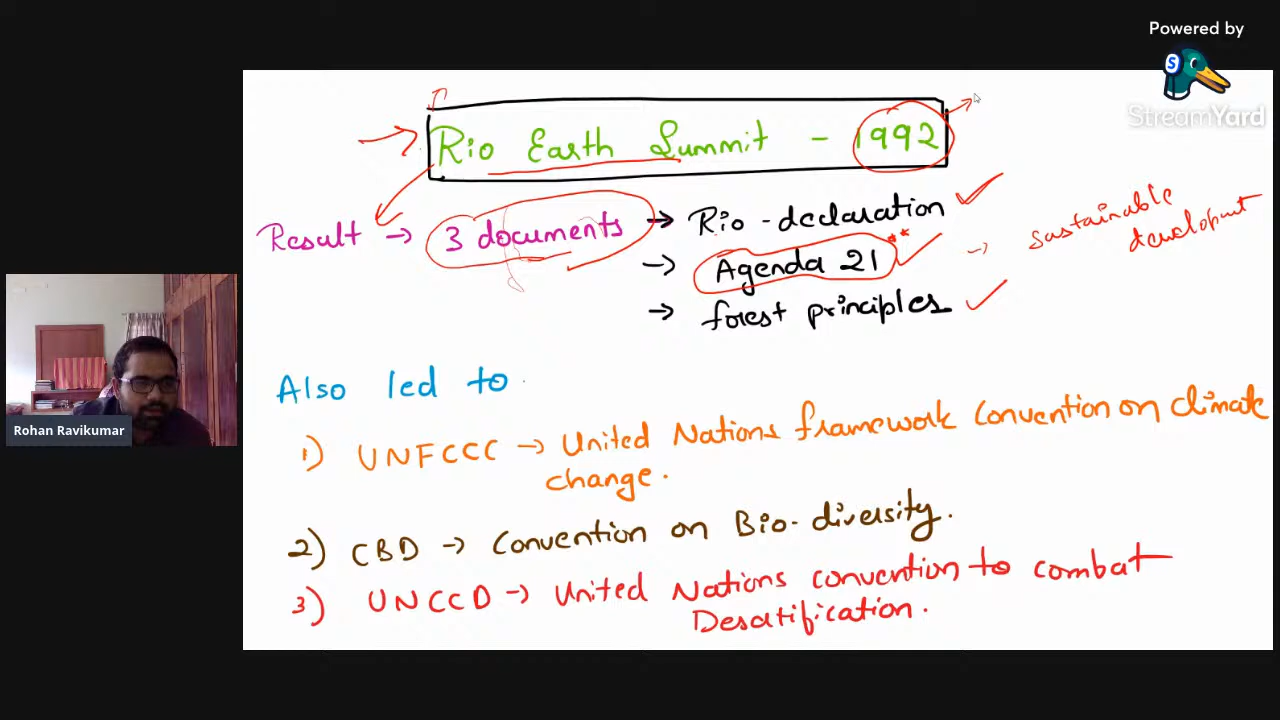 Powered by
StreamYard
Rio Earth Summit - 1992
Result → 3 documents → Rio-declaration
→ Agenda 21 ** → sustainable development
→ forest principles
Also led to
1) UNFCCC → United Nations framework Convention on climate
change.
2) CBD → Convention on Bio-diversity.
3) UNCCD → United Nations convention to combat
Desertification.
Rohan Ravikumar